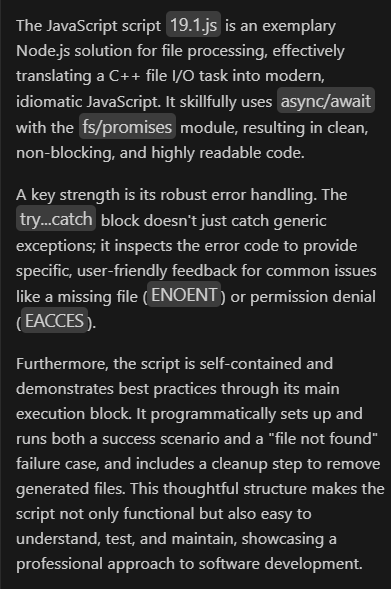 The JavaScript script 19.1.js is an exemplary
Node.js solution for file processing, effectively
translating a C++ file I/O task into modern,
idiomatic JavaScript. It skillfully uses async/await
with the fs/promises module, resulting in clean,
non-blocking, and highly readable code.
A key strength is its robust error handling. The
try...catch block doesn't just catch generic
exceptions; it inspects the error code to provide
specific, user-friendly feedback for common issues
like a missing file (ENOENT) or permission denial
(EACCES).
Furthermore, the script is self-contained and
demonstrates best practices through its main
execution block. It programmatically sets up and
runs both a success scenario and a "file not found"
failure case, and includes a cleanup step to remove
generated files. This thoughtful structure makes the
script not only functional but also easy to
understand, test, and maintain, showcasing a
professional approach to software development.